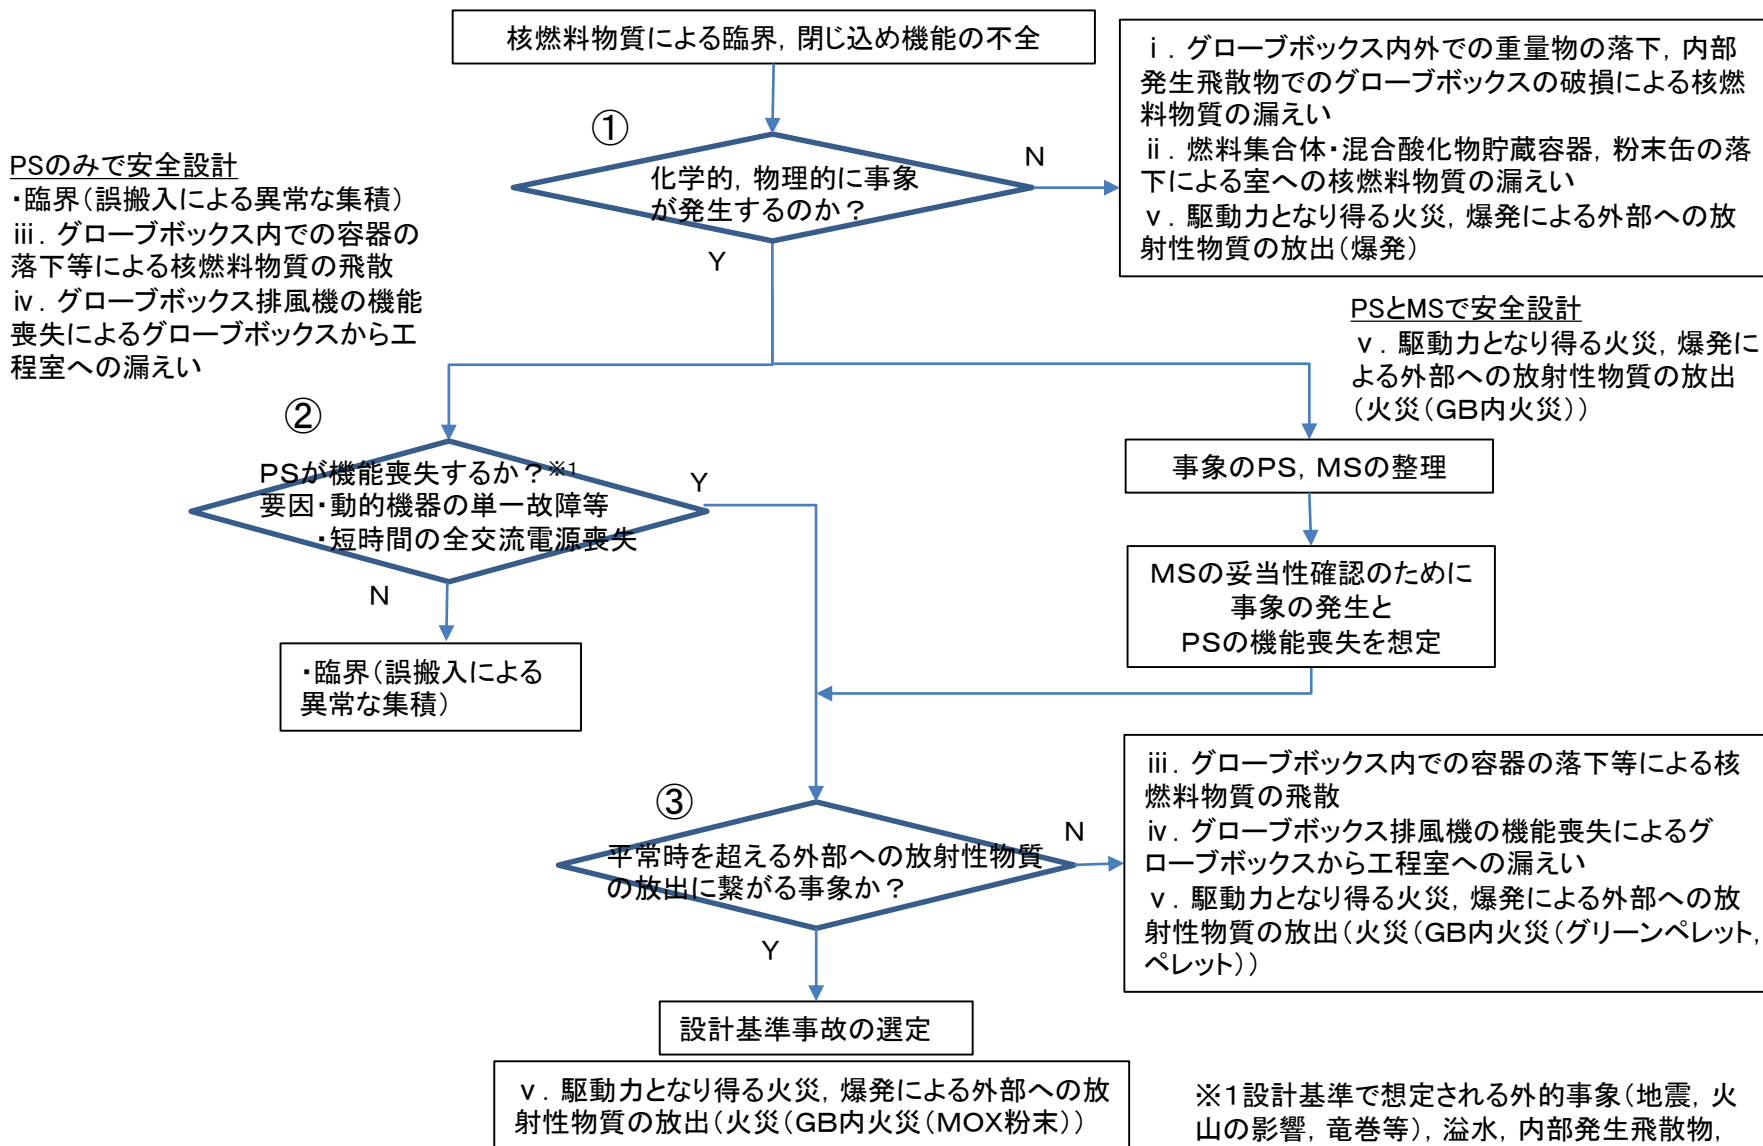 核燃料物質による臨界，閉じ込め機能の不全
ⅰ．グローブボックス内外での重量物の落下，内部
発生飛散物でのグローブボックスの破損による核燃
料物質の漏えい
ⅱ．燃料集合体・混合酸化物貯蔵容器，粉末缶の落
下による室への核燃料物質の漏えい
ⅴ．駆動力となり得る火災，爆発による外部への放
射性物質の放出（爆発）
①
化学的，物理的に事象
が発生するのか？
N
Y
PSのみで安全設計
・臨界（誤搬入による異常な集積）
ⅲ．グローブボックス内での容器の
落下等による核燃料物質の飛散
ⅳ．グローブボックス排風機の機能
喪失によるグローブボックスから工
程室への漏えい
PSとMSで安全設計
ⅴ．駆動力となり得る火災，爆発に
よる外部への放射性物質の放出
（火災（GB内火災））
②
PSが機能喪失するか？※1
要因・動的機器の単一故障等
・短時間の全交流電源喪失
Y
N
事象のPS，MSの整理
MSの妥当性確認のために
事象の発生と
PSの機能喪失を想定
・臨界（誤搬入による
異常な集積）
③
平常時を超える外部への放射性物質
の放出に繋がる事象か？
N
Y
ⅲ．グローブボックス内での容器の落下等による核
燃料物質の飛散
ⅳ．グローブボックス排風機の機能喪失によるグ
ローブボックスから工程室への漏えい
ⅴ．駆動力となり得る火災，爆発による外部への放
射性物質の放出（火災（GB内火災（グリーンペレット，
ペレット））
設計基準事故の選定
ⅴ．駆動力となり得る火災，爆発による外部への放
射性物質の放出（火災（GB内火災（MOX粉末））
※1設計基準で想定される外的事象（地震，火
山の影響，竜巻等），溢水，内部発生飛散物，